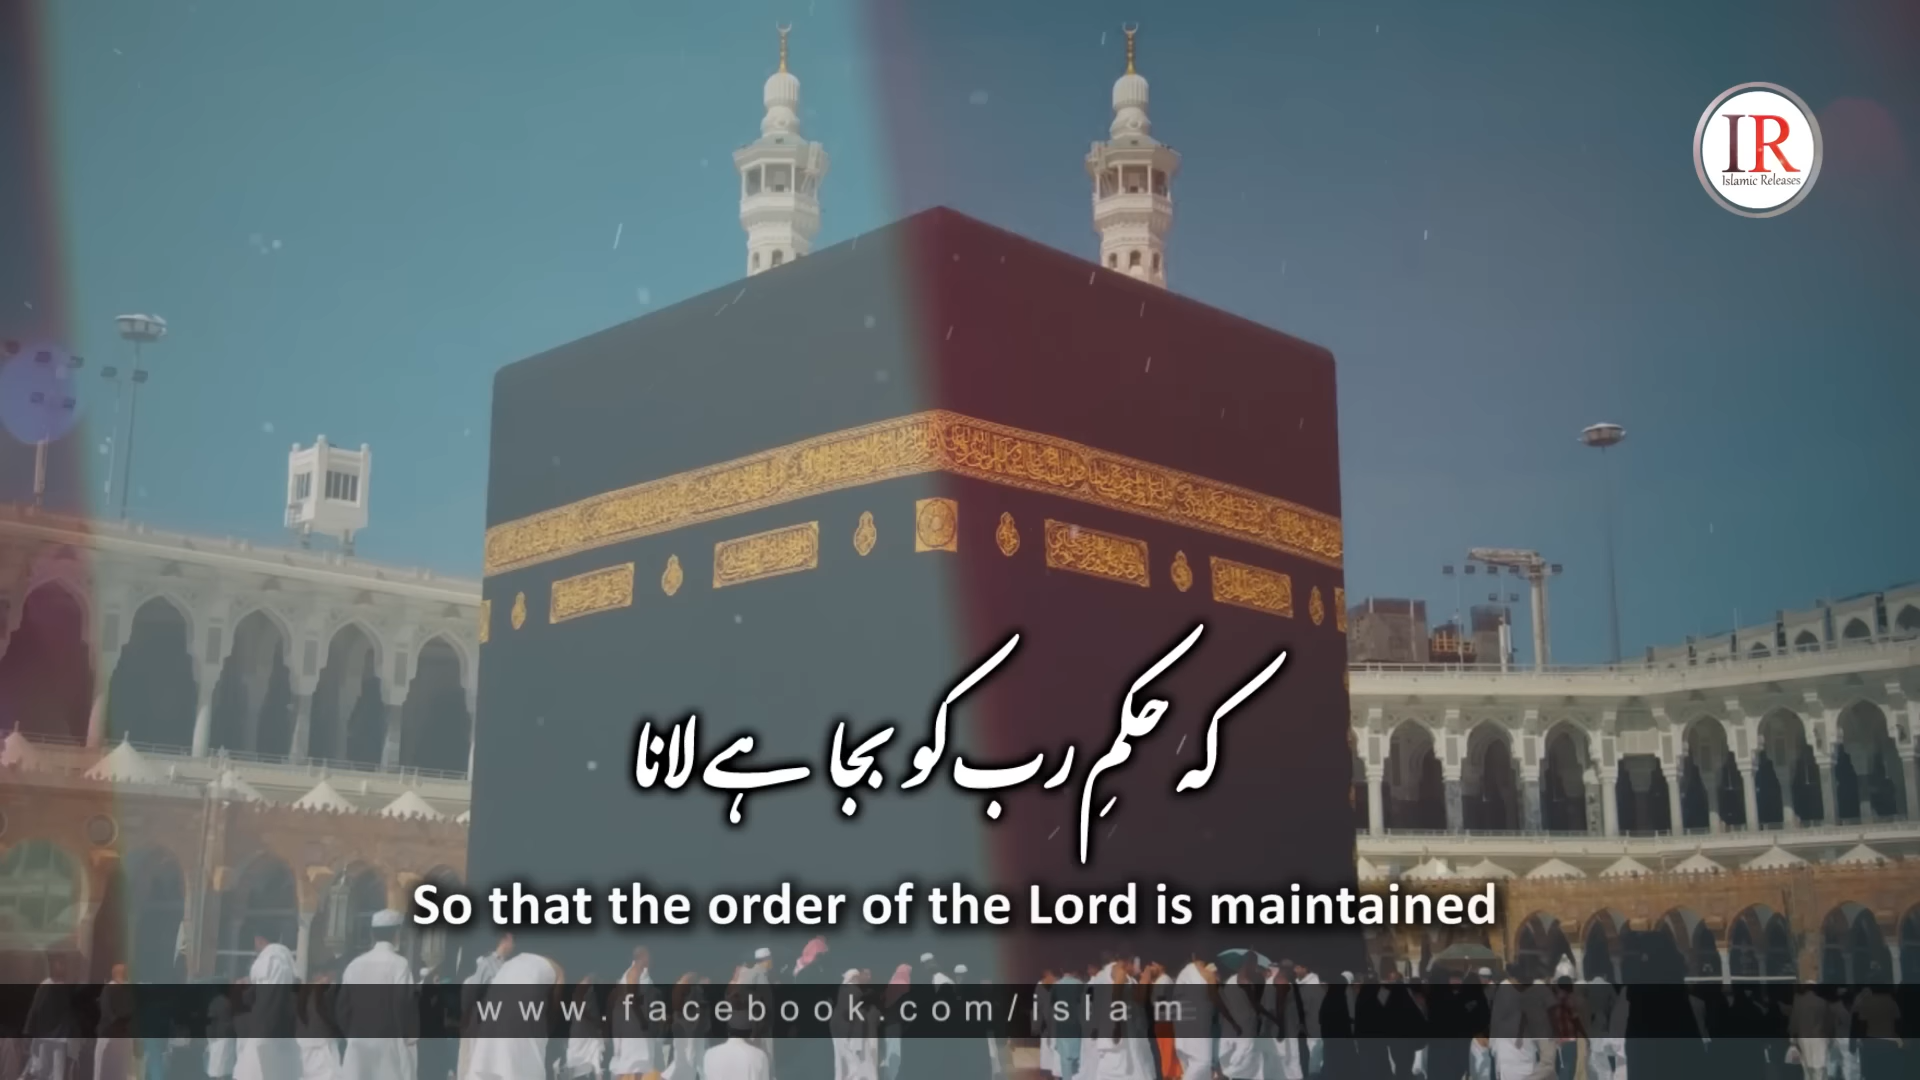 IR
Islamic Releases
کہ حکمِ رب کو بجا ہے لانا
So that the order of the Lord is maintained
www.facebook.com/islam